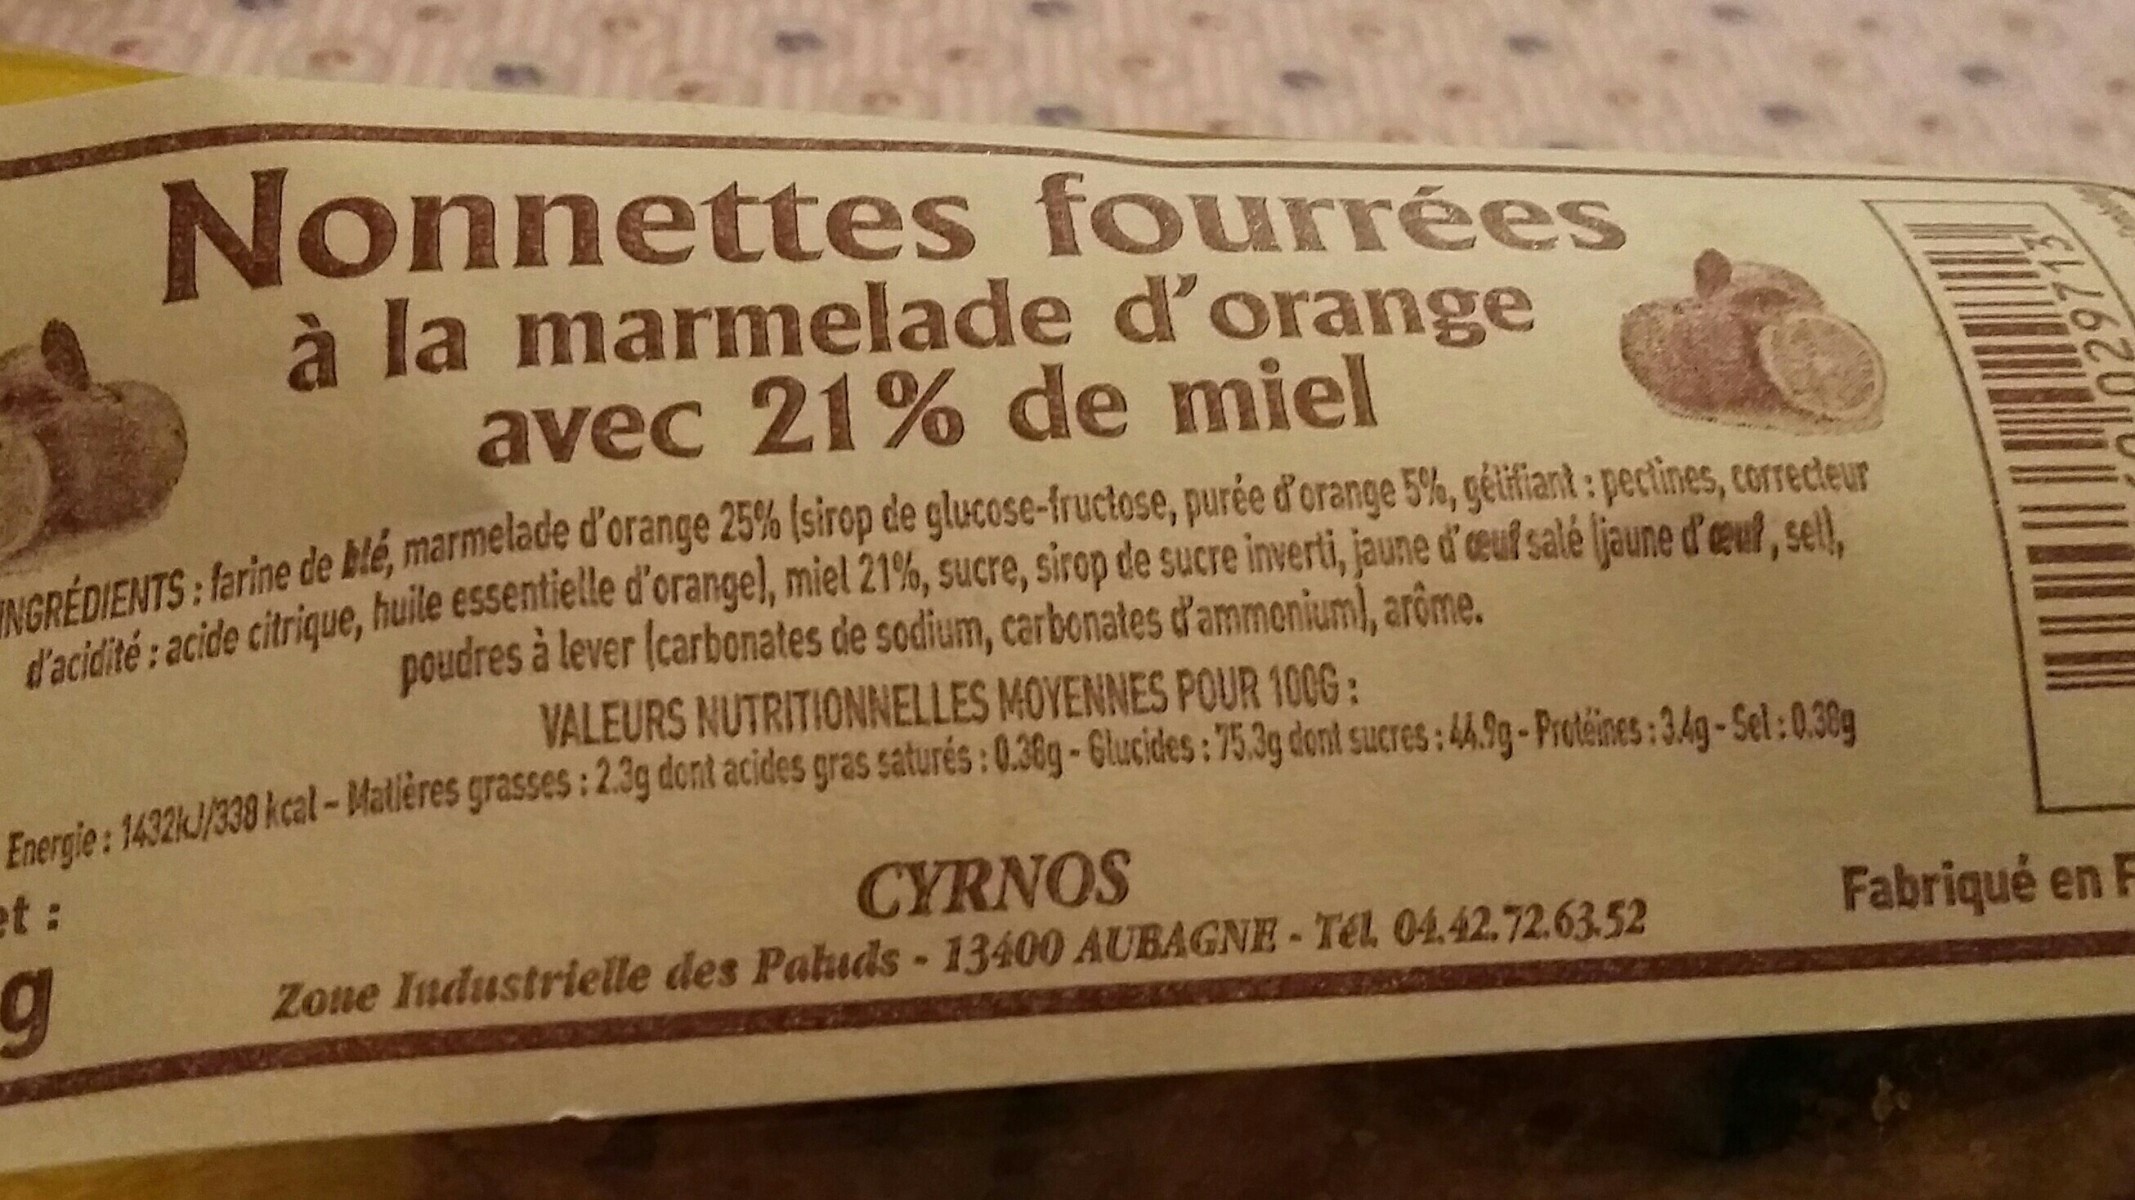 Nonnettes fourrées
à la marmelade d'orange
avec 21% de miel
INGRÉDIENTS : farine de blé, marmelade d'orange 25% (sirop de glucose-fructose, purée d'orange 5%, gélifiant : pectines, correcteur
d'acidité : acide citrique, huile essentielle d'orange), miel 21%, sucre, sirop de sucre inverti, jaune d'œuf salé (jaune d'œuf, sel),
poudres à lever (carbonates de sodium, carbonates d'ammonium), arôme.
VALEURS NUTRITIONNELLES MOYENNES POUR 100G :
Energie : 1432kJ/338 kcal – Matières grasses : 2.3g dont acides gras saturés : 0.38g - Glucides : 75.3g dont sucres : 44.9g - Protéines : 3.4g - Sel : 0.38g
et :
g
CYRNOS
Zone Industrielle des Paluds - 13400 AUBAGNE - Tél. 04.42.72.63.52
Fabriqué en F
029713